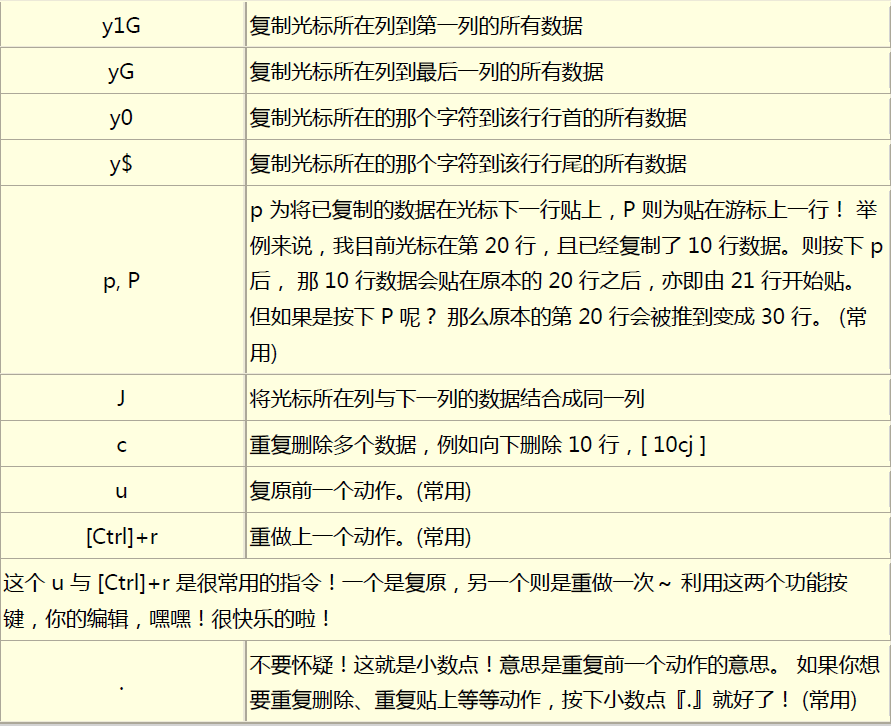 y1G 复制光标所在列到第一列的所有数据
yG 复制光标所在列到最后一列的所有数据
y0 复制光标所在的那个字符到该行行首的所有数据
y$ 复制光标所在的那个字符到该行行尾的所有数据
p, P
p 为将已复制的数据在光标下一行贴上，P 则为贴在游标上一行！ 举
例来说，我目前光标在第 20 行，且已经复制了 10 行数据。则按下 p
后， 那 10 行数据会贴在原本的 20 行之后，亦即由 21 行开始贴。
但如果是按下 P 呢？ 那么原本的第 20 行会被推到变成 30 行。 (常
用)
J 将光标所在列与下一列的数据结合成同一列
c 重复删除多个数据，例如向下删除 10 行，[ 10cj ]
u 复原前一个动作。(常用)
[Ctrl]+r 重做上一个动作。(常用)
这个 u 与 [Ctrl]+r 是很常用的指令！一个是复原，另一个则是重做一次～ 利用这两个功能按
键，你的编辑，嘿嘿！很快乐的啦！
.
不要怀疑！这就是小数点！意思是重复前一个动作的意思。 如果你想
要重复删除、重复贴上等等动作，按下小数点『.』就好了！ (常用)